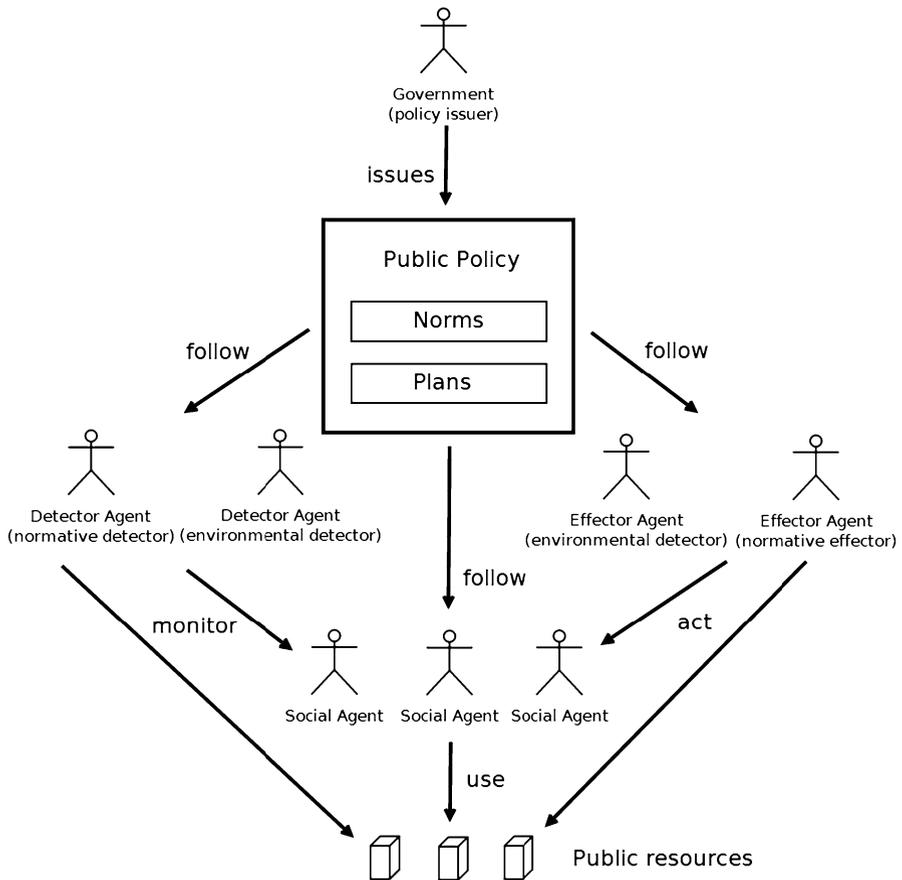 Government
(policy issuer)
issues
Public Policy
Norms
Plans
follow
follow
Detector Agent
(normative detector)
Detector Agent
(environmental detector)
Effector Agent
(environmental detector)
Effector Agent
(normative effector)
follow
monitor
act
Social Agent
Social Agent
Social Agent
use
Public resources